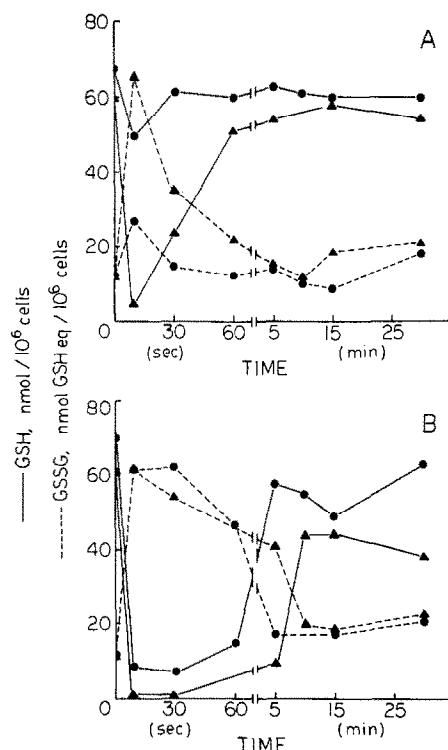 A
80
60
40
20
0
30
60
5
15
25
(sec)
(min)
TIME
GSH, nmol/10⁶ cells
GSSG, nmol GSH eq/10⁶ cells
B
80
60
40
20
0
30
60
5
15
25
(sec)
(min)
TIME